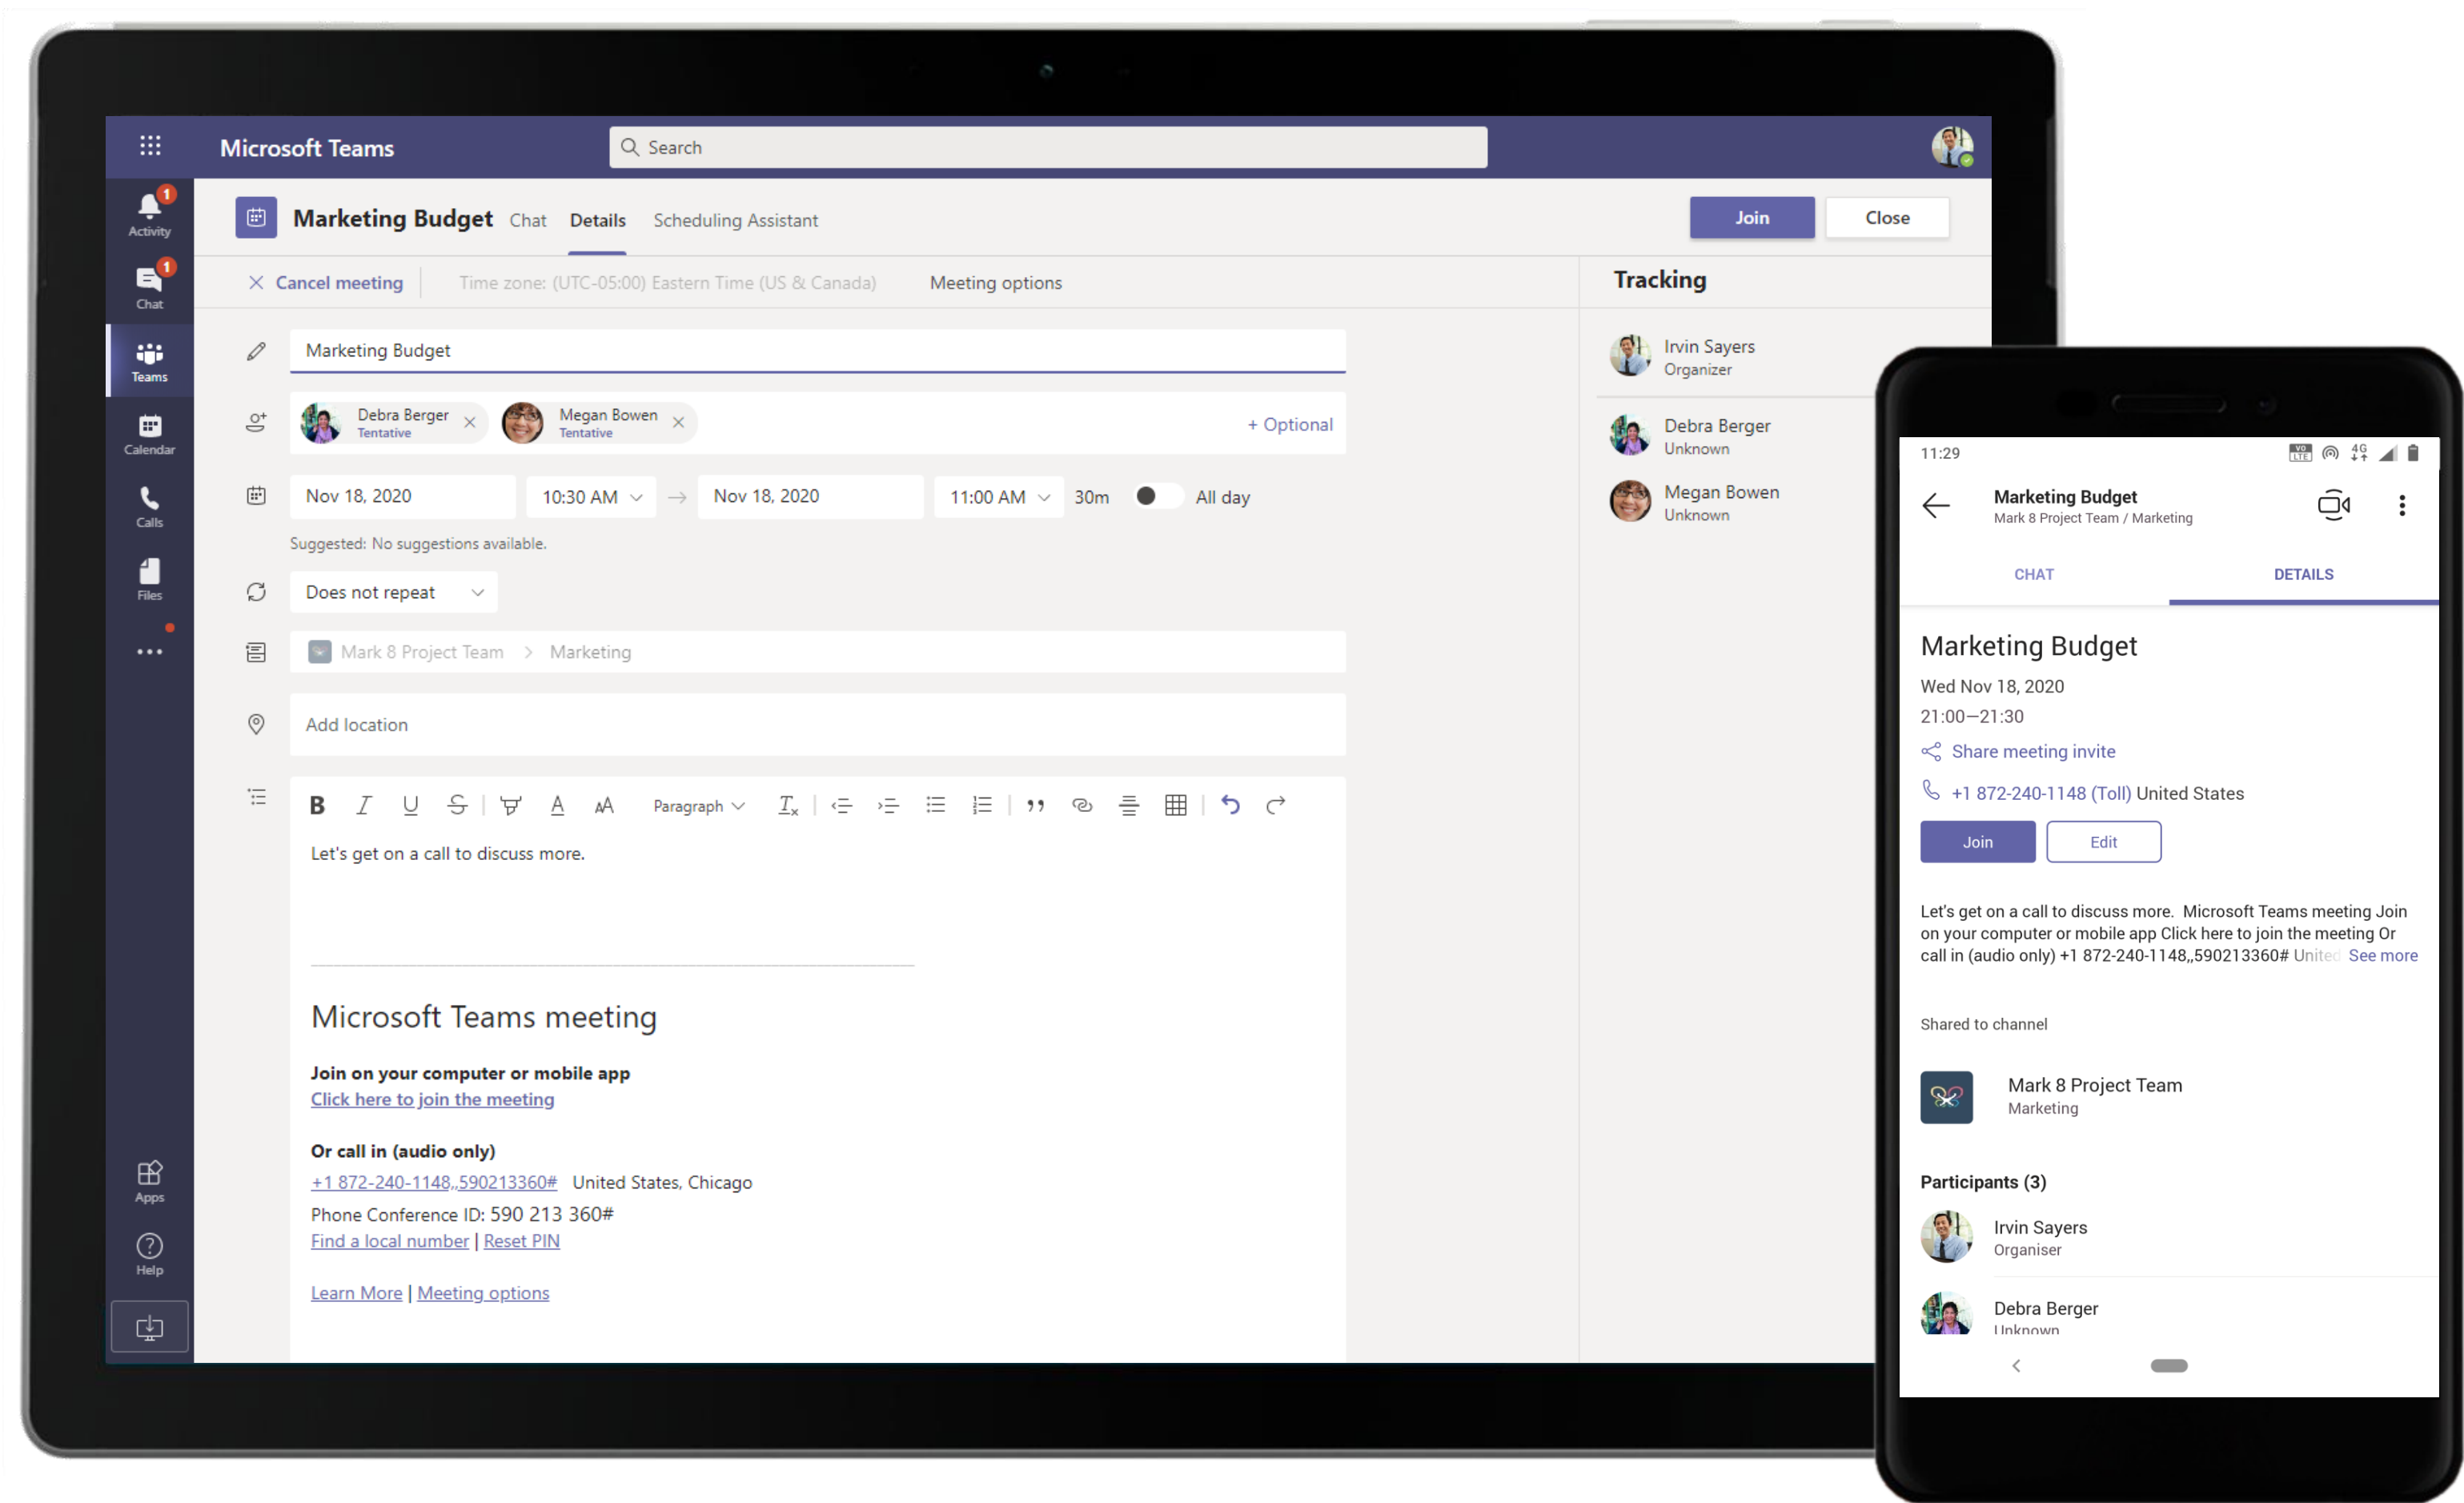 Microsoft Teams
Search
1
Activity
1
Chat
Teams
Calendar
Calls
Files
Apps
Help
Marketing Budget Chat Details Scheduling Assistant
Join Close
Cancel meeting Time zone: (UTC-05:00) Eastern Time (US & Canada) Meeting options
Marketing Budget
Debra Berger
Tentative
Megan Bowen
Tentative
+ Optional
Nov 18, 2020 10:30 AM → Nov 18, 2020 11:00 AM 30m All day
Suggested: No suggestions available.
Does not repeat
Mark 8 Project Team > Marketing
Add location
B I U S A AA Paragraph Tx
Let's get on a call to discuss more.
Microsoft Teams meeting
Join on your computer or mobile app
Click here to join the meeting
Or call in (audio only)
+1 872-240-1148,,590213360# United States, Chicago
Phone Conference ID: 590 213 360#
Find a local number | Reset PIN
Learn More | Meeting options
Tracking
Irvin Sayers
Organizer
Debra Berger
Unknown
Megan Bowen
Unknown
11:29 VO LTE 4G
Marketing Budget
Mark 8 Project Team / Marketing
CHAT DETAILS
Marketing Budget
Wed Nov 18, 2020
21:00—21:30
Share meeting invite
+1 872-240-1148 (Toll) United States
Join Edit
Let's get on a call to discuss more. Microsoft Teams meeting Join
on your computer or mobile app Click here to join the meeting Or
call in (audio only) +1 872-240-1148,,590213360# United See more
Shared to channel
Mark 8 Project Team
Marketing
Participants (3)
Irvin Sayers
Organiser
Debra Berger
Unknown